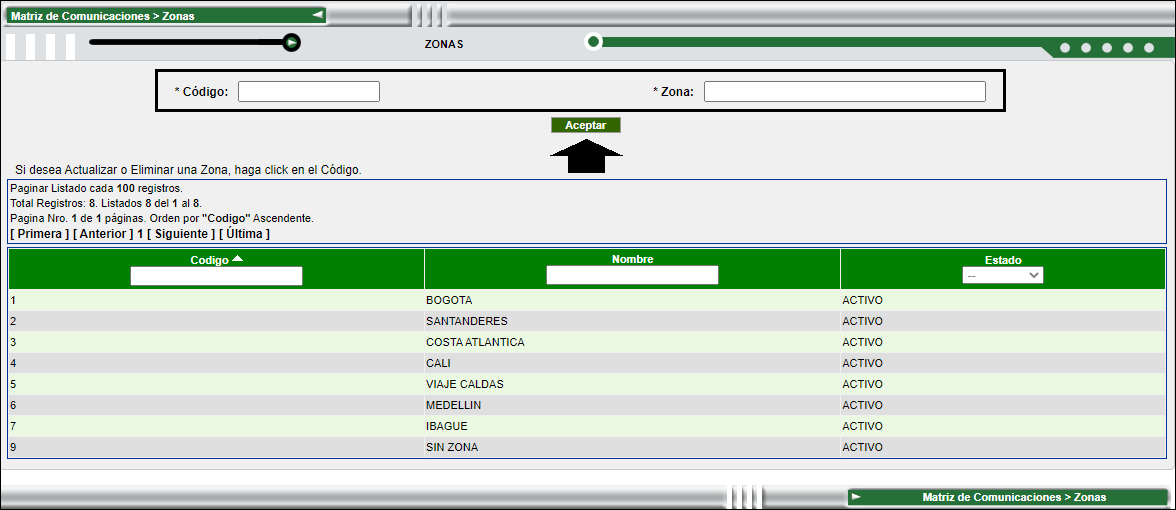 Matriz de Comunicaciones > Zonas
ZONAS
* Código: * Zona:
Aceptar
Si desea Actualizar o Eliminar una Zona, haga click en el Código.
Paginar Listado cada 100 registros.
Total Registros: 8. Listados 8 del 1 al 8.
Pagina Nro. 1 de 1 páginas. Orden por "Codigo" Ascendente.
[ Primera ] [ Anterior ] 1 [ Siguiente ] [ Última ]
Codigo Nombre Estado
--
1 BOGOTA ACTIVO
2 SANTANDERES ACTIVO
3 COSTA ATLANTICA ACTIVO
4 CALI ACTIVO
5 VIAJE CALDAS ACTIVO
6 MEDELLIN ACTIVO
7 IBAGUE ACTIVO
9 SIN ZONA ACTIVO
Matriz de Comunicaciones > Zonas